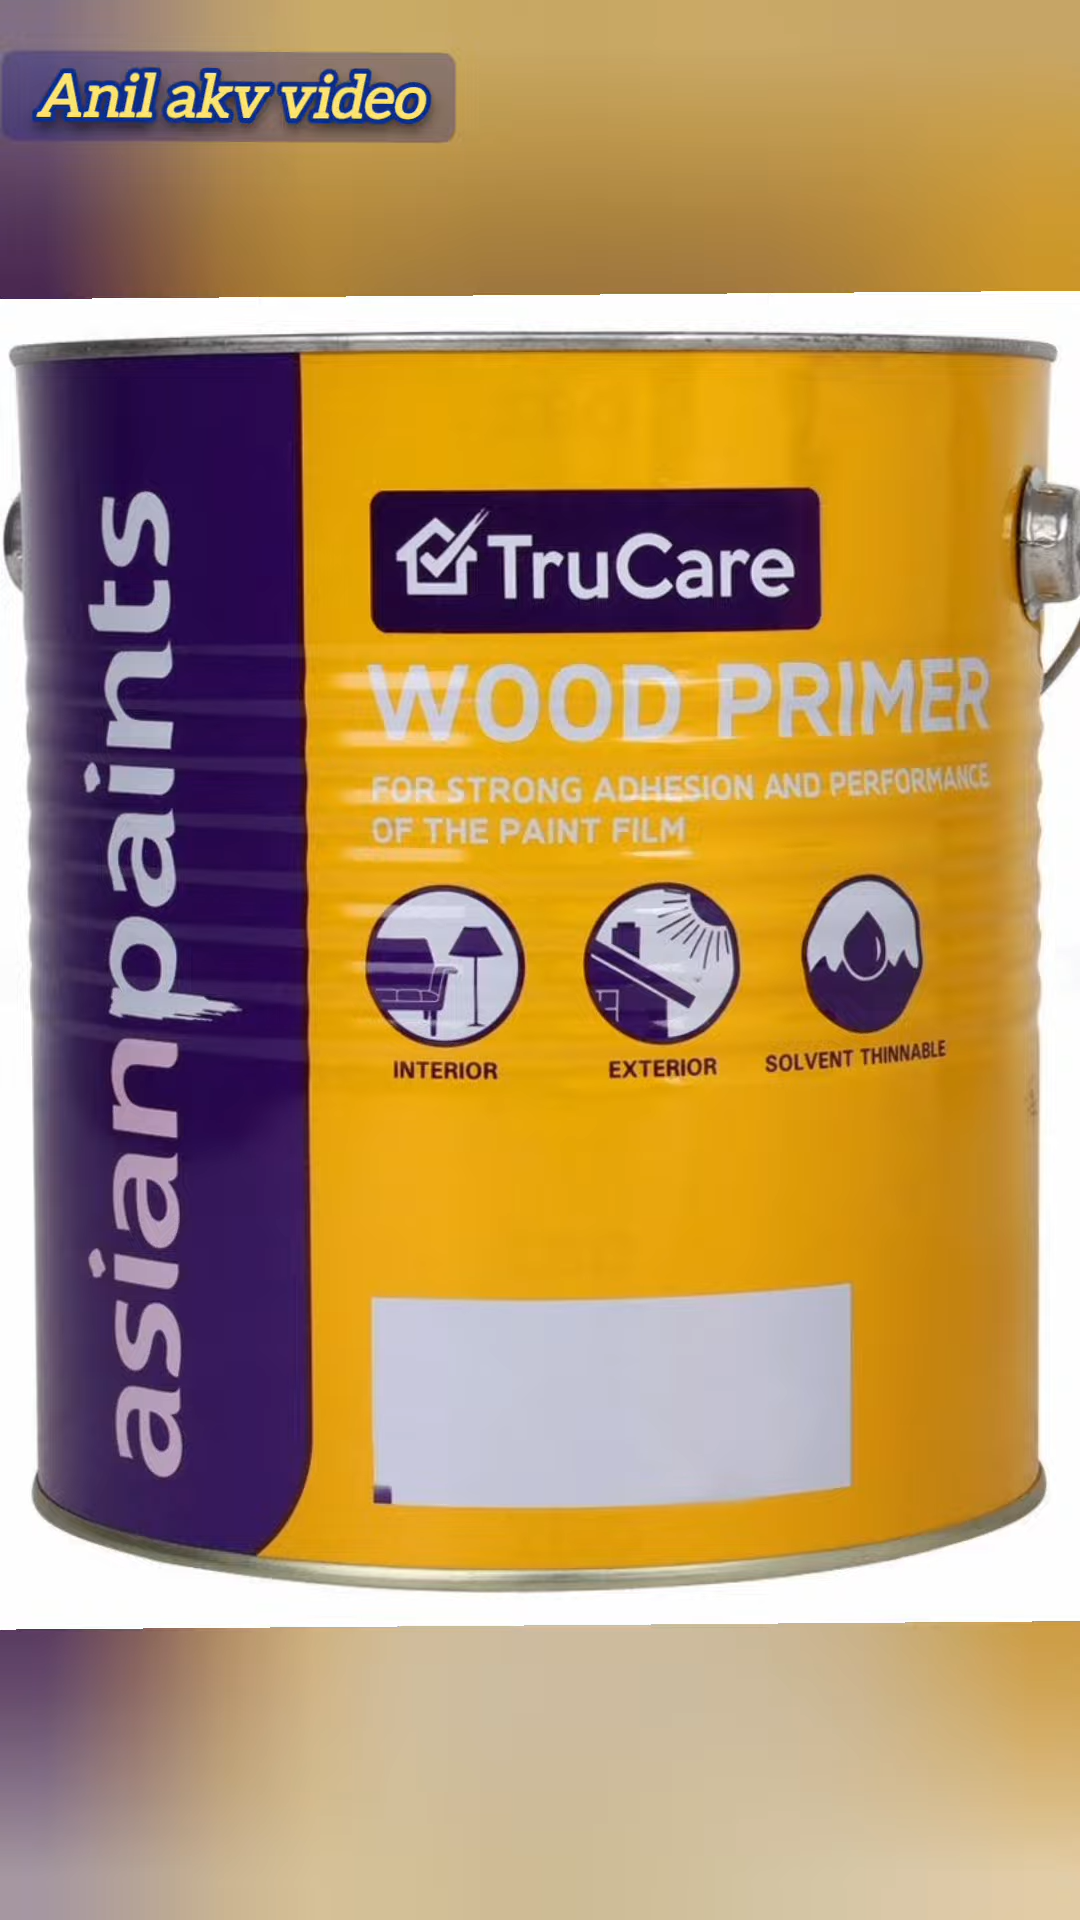 Anil akv video
asianpaints
TruCare
WOOD PRIMER
FOR STRONG ADHESION AND PERFORMANCE
OF THE PAINT FILM
INTERIOR
EXTERIOR
SOLVENT THINNABLE